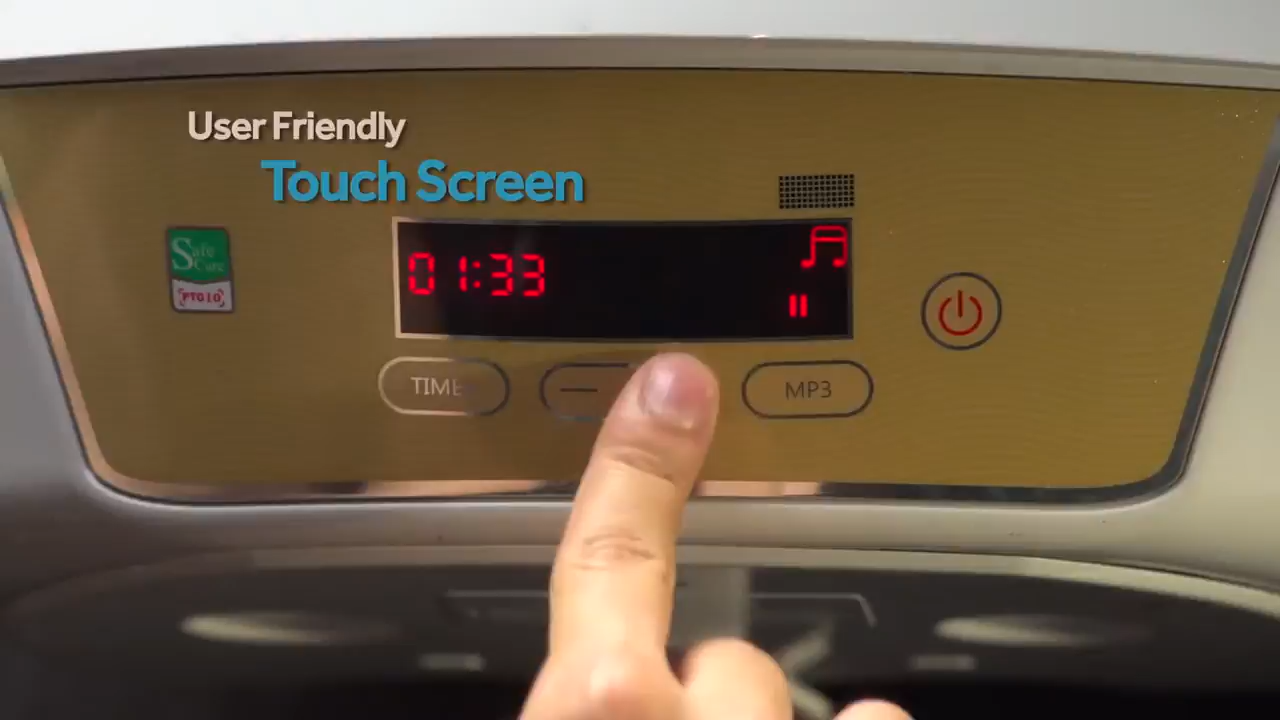 User Friendly
Touch Screen
Safe
Care
PTG10
01:33
TIME
MP3